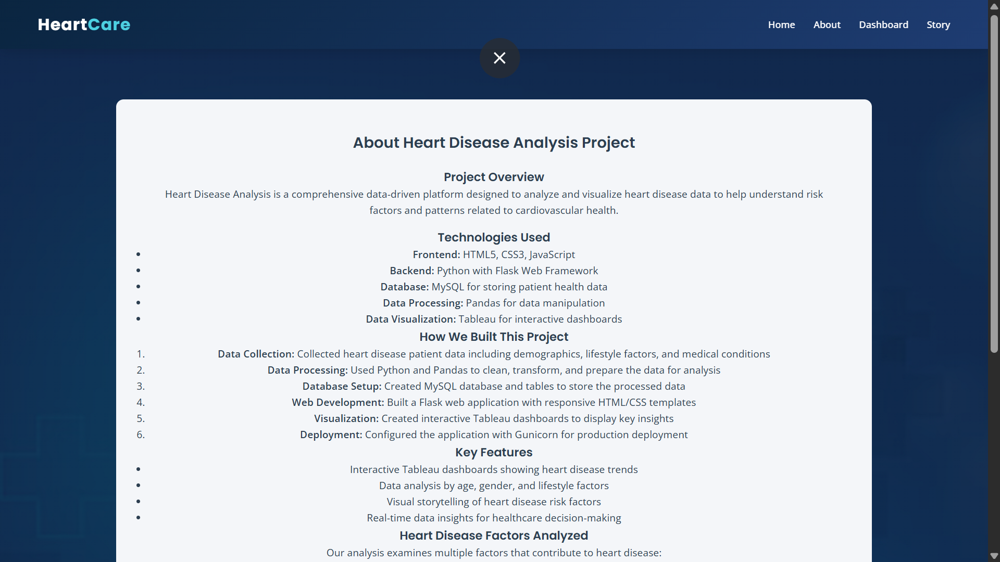 HeartCare
Home About Dashboard Story
About Heart Disease Analysis Project
Project Overview
Heart Disease Analysis is a comprehensive data-driven platform designed to analyze and visualize heart disease data to help understand risk
factors and patterns related to cardiovascular health.
Technologies Used
• Frontend: HTML5, CSS3, JavaScript
• Backend: Python with Flask Web Framework
• Database: MySQL for storing patient health data
• Data Processing: Pandas for data manipulation
• Data Visualization: Tableau for interactive dashboards
How We Built This Project
1. Data Collection: Collected heart disease patient data including demographics, lifestyle factors, and medical conditions
2. Data Processing: Used Python and Pandas to clean, transform, and prepare the data for analysis
3. Database Setup: Created MySQL database and tables to store the processed data
4. Web Development: Built a Flask web application with responsive HTML/CSS templates
5. Visualization: Created interactive Tableau dashboards to display key insights
6. Deployment: Configured the application with Gunicorn for production deployment
Key Features
• Interactive Tableau dashboards showing heart disease trends
• Data analysis by age, gender, and lifestyle factors
• Visual storytelling of heart disease risk factors
• Real-time data insights for healthcare decision-making
Heart Disease Factors Analyzed
Our analysis examines multiple factors that contribute to heart disease: